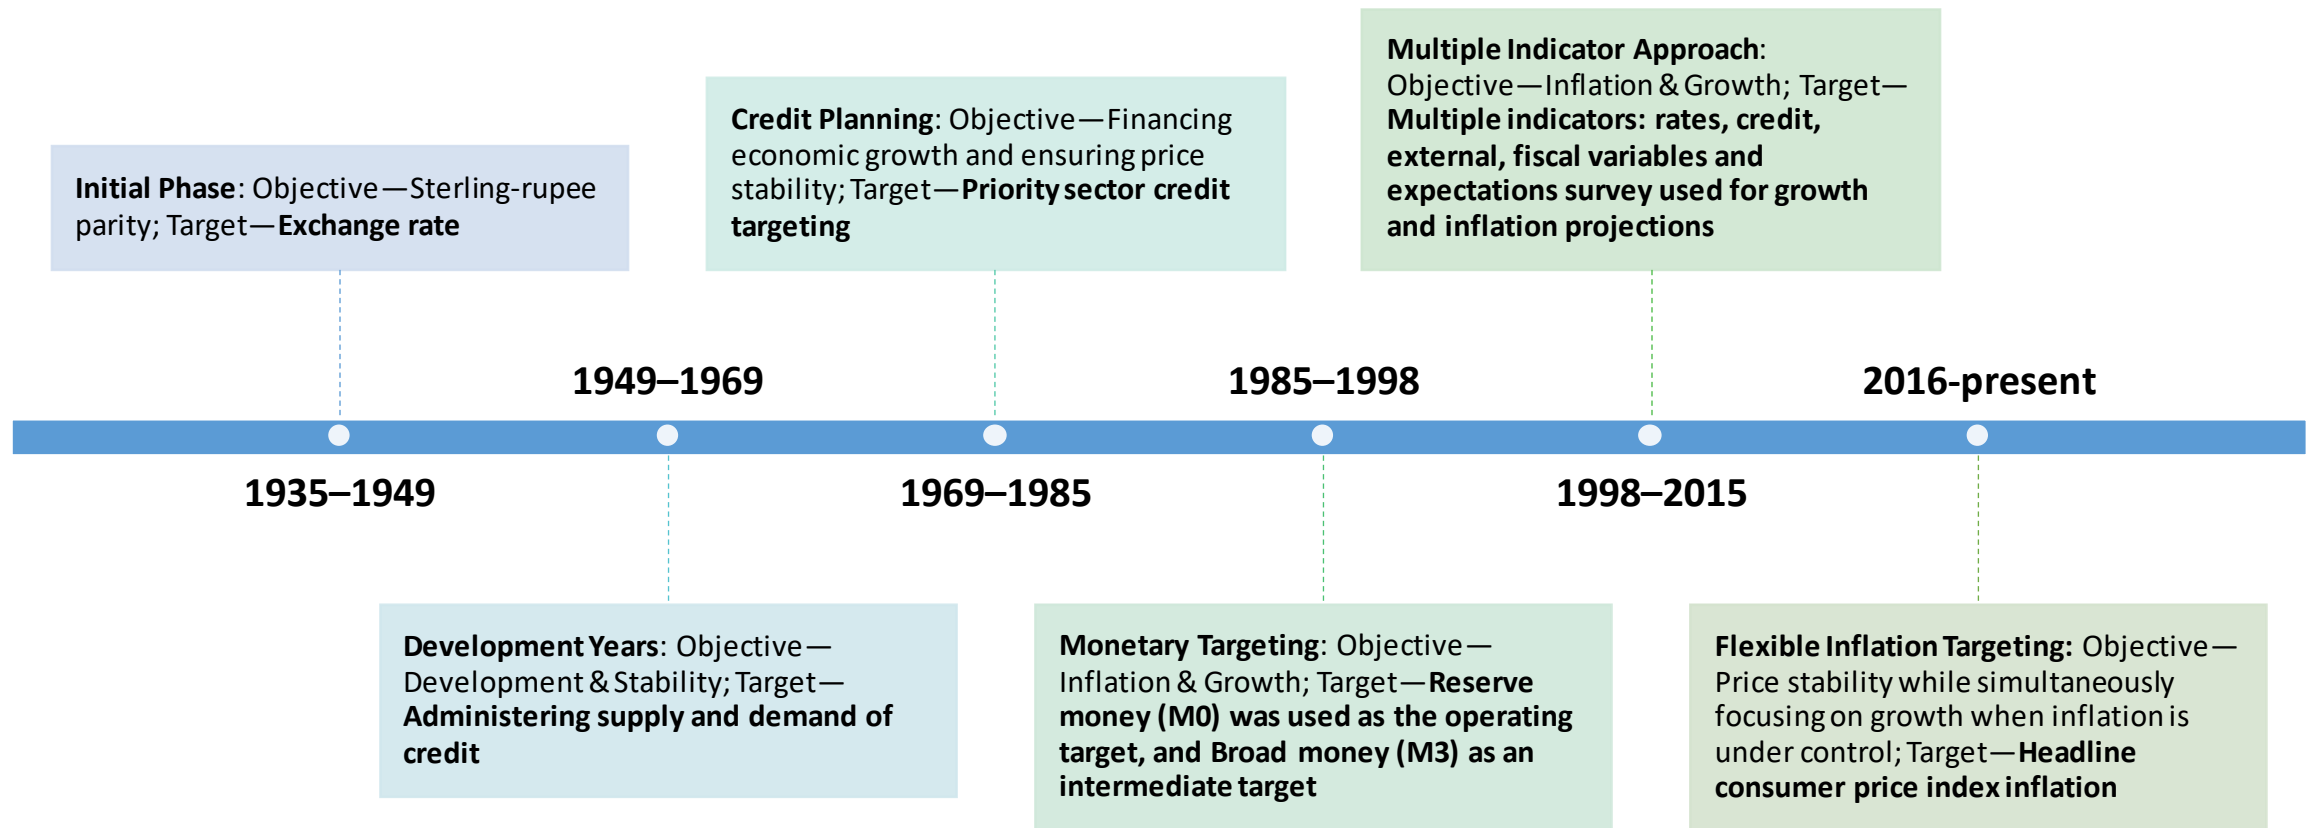 Multiple Indicator Approach:
Objective—Inflation & Growth; Target—
Multiple indicators: rates, credit,
external, fiscal variables and
expectations survey used for growth
and inflation projections
Credit Planning: Objective—Financing
economic growth and ensuring price
stability; Target—Priority sector credit
targeting
Initial Phase: Objective—Sterling-rupee
parity; Target—Exchange rate
1949–1969
1985–1998
2016-present
1935–1949
1969–1985
1998–2015
Development Years: Objective—
Development & Stability; Target—
Administering supply and demand of
credit
Monetary Targeting: Objective—
Inflation & Growth; Target—Reserve
money (M0) was used as the operating
target, and Broad money (M3) as an
intermediate target
Flexible Inflation Targeting: Objective—
Price stability while simultaneously
focusing on growth when inflation is
under control; Target—Headline
consumer price index inflation